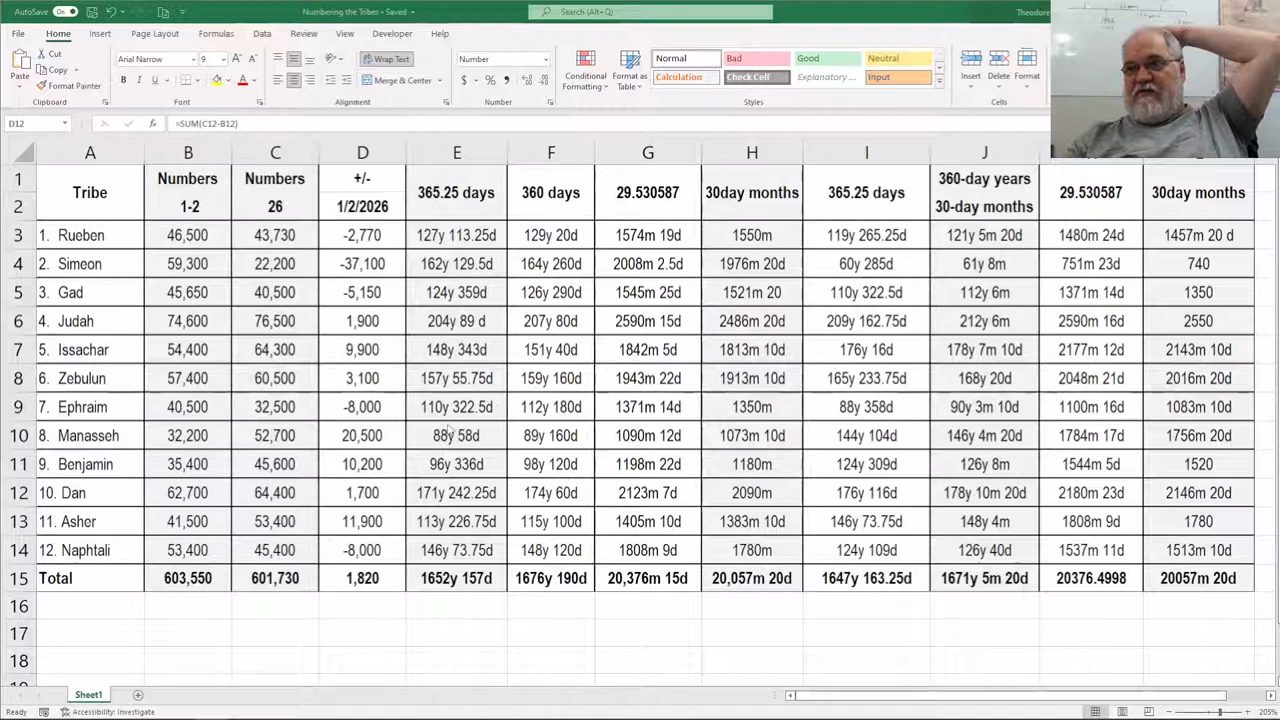 AutoSave On Numbering the Tribes • Saved Search (Alt+Q) Theodore
File Home Insert Page Layout Formulas Data Review View Developer Help
Paste Cut Copy Format Painter Clipboard
Arial Narrow 9 B I U A Font
Wrap Text Merge & Center Alignment
Number $ % , Number
Conditional Formatting Format as Table Normal Bad Good Neutral Calculation Check Cell Explanatory ... Input Styles
Insert Delete Format Cells
D12 fx =SUM(C12-B12)
A B C D E F G H I J
1 Tribe Numbers Numbers +/- 365.25 days 360 days 29.530587 30day months 365.25 days 360-day years 29.530587 30day months
2 1-2 26 1/2/2026 30-day months
3 1. Rueben 46,500 43,730 -2,770 127y 113.25d 129y 20d 1574m 19d 1550m 119y 265.25d 121y 5m 20d 1480m 24d 1457m 20 d
4 2. Simeon 59,300 22,200 -37,100 162y 129.5d 164y 260d 2008m 2.5d 1976m 20d 60y 285d 61y 8m 751m 23d 740
5 3. Gad 45,650 40,500 -5,150 124y 359d 126y 290d 1545m 25d 1521m 20 110y 322.5d 112y 6m 1371m 14d 1350
6 4. Judah 74,600 76,500 1,900 204y 89 d 207y 80d 2590m 15d 2486m 20d 209y 162.75d 212y 6m 2590m 16d 2550
7 5. Issachar 54,400 64,300 9,900 148y 343d 151y 40d 1842m 5d 1813m 10d 176y 16d 178y 7m 10d 2177m 12d 2143m 10d
8 6. Zebulun 57,400 60,500 3,100 157y 55.75d 159y 160d 1943m 22d 1913m 10d 165y 233.75d 168y 20d 2048m 21d 2016m 20d
9 7. Ephraim 40,500 32,500 -8,000 110y 322.5d 112y 180d 1371m 14d 1350m 88y 358d 90y 3m 10d 1100m 16d 1083m 10d
10 8. Manasseh 32,200 52,700 20,500 88y 58d 89y 160d 1090m 12d 1073m 10d 144y 104d 146y 4m 20d 1784m 17d 1756m 20d
11 9. Benjamin 35,400 45,600 10,200 96y 336d 98y 120d 1198m 22d 1180m 124y 309d 126y 8m 1544m 5d 1520
12 10. Dan 62,700 64,400 1,700 171y 242.25d 174y 60d 2123m 7d 2090m 176y 116d 178y 10m 20d 2180m 23d 2146m 20d
13 11. Asher 41,500 53,400 11,900 113y 226.75d 115y 100d 1405m 10d 1383m 10d 146y 73.75d 148y 4m 1808m 9d 1780
14 12. Naphtali 53,400 45,400 -8,000 146y 73.75d 148y 120d 1808m 9d 1780m 124y 109d 126y 40d 1537m 11d 1513m 10d
15 Total 603,550 601,730 1,820 1652y 157d 1676y 190d 20,376m 15d 20,057m 20d 1647y 163.25d 1671y 5m 20d 20376.4998 20057m 20d
16
17
18
Sheet1
Ready Accessibility: Investigate 205%